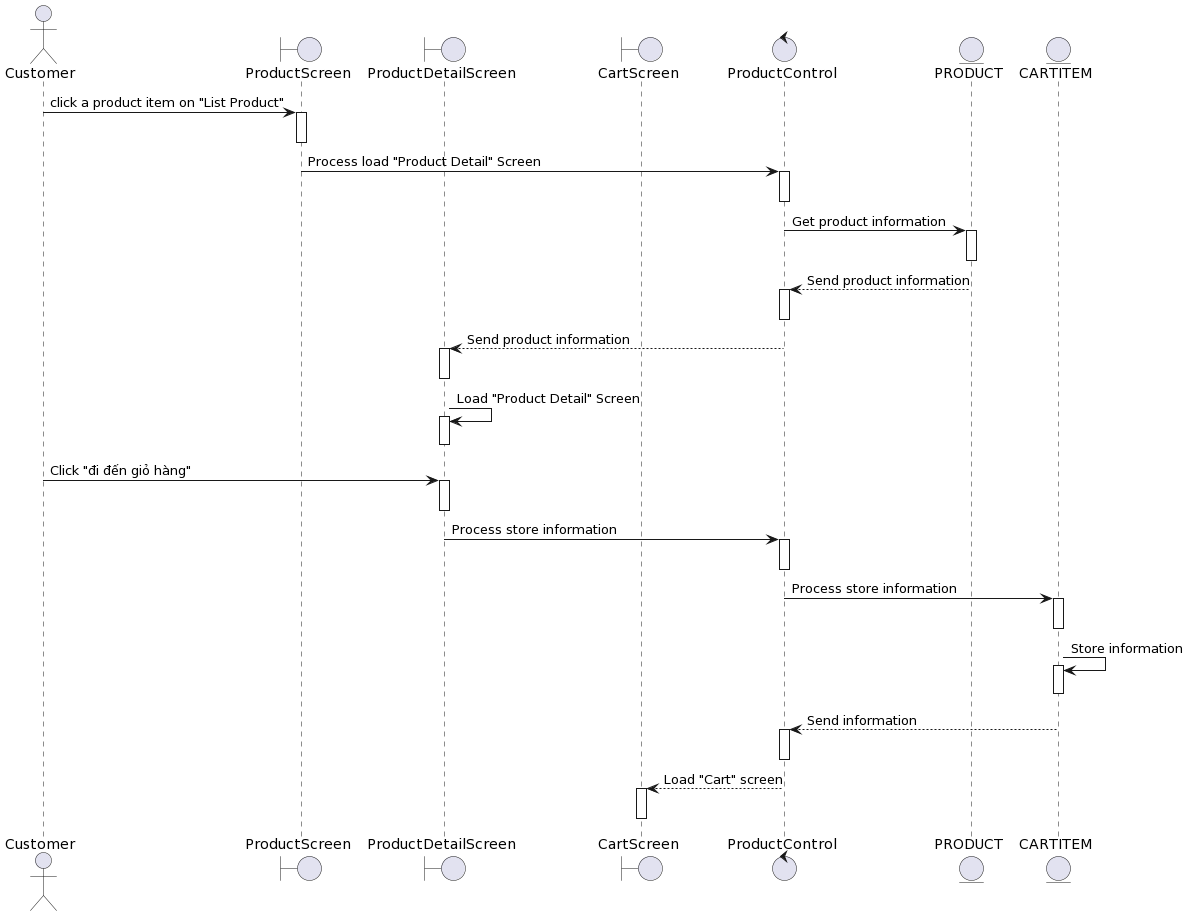 Customer
ProductScreen
ProductDetailScreen
CartScreen
ProductControl
PRODUCT
CARTITEM
click a product item on "List Product"
Process load "Product Detail" Screen
Get product information
Send product information
Send product information
Load "Product Detail" Screen
Click "đi đến giỏ hàng"
Process store information
Process store information
Store information
Send information
Load "Cart" screen
Customer
ProductScreen
ProductDetailScreen
CartScreen
ProductControl
PRODUCT
CARTITEM